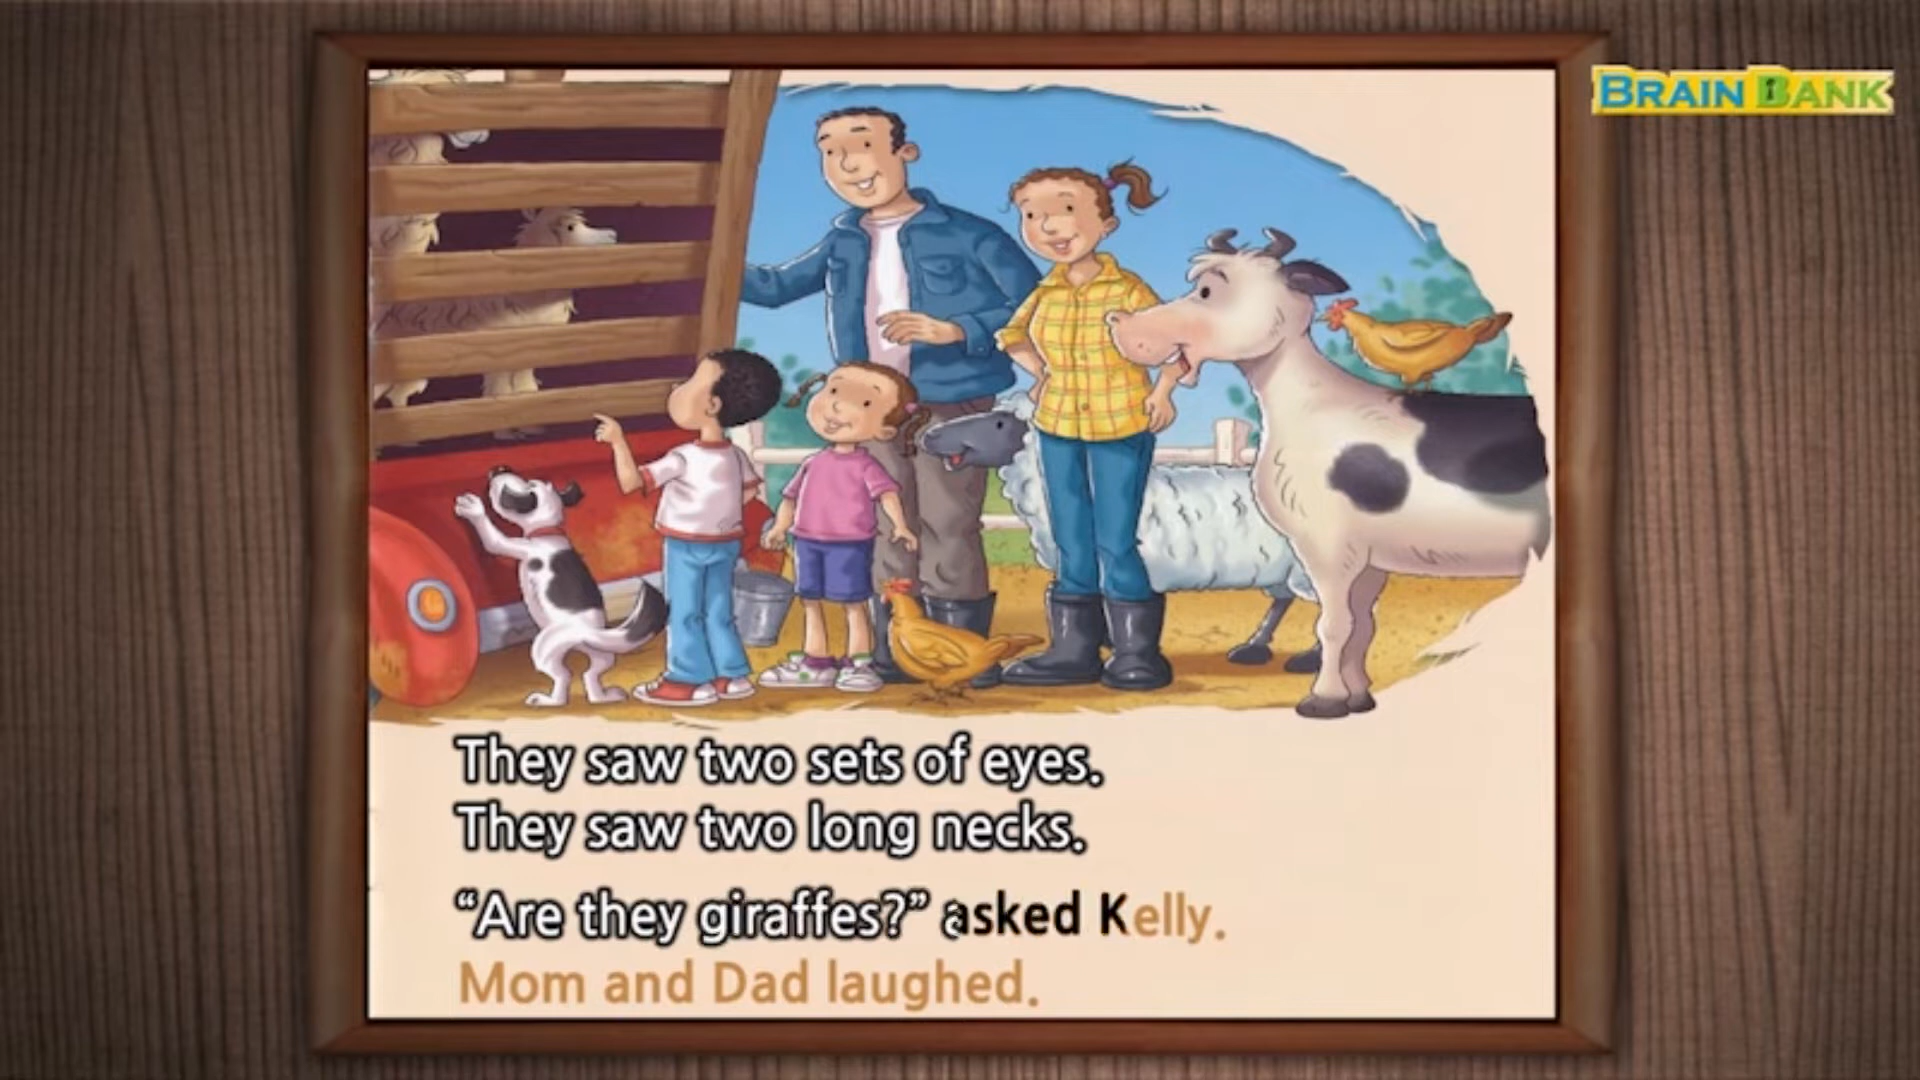 BRAIN BANK
They saw two sets of eyes.
They saw two long necks.
“Are they giraffes?” asked Kelly.
Mom and Dad laughed.